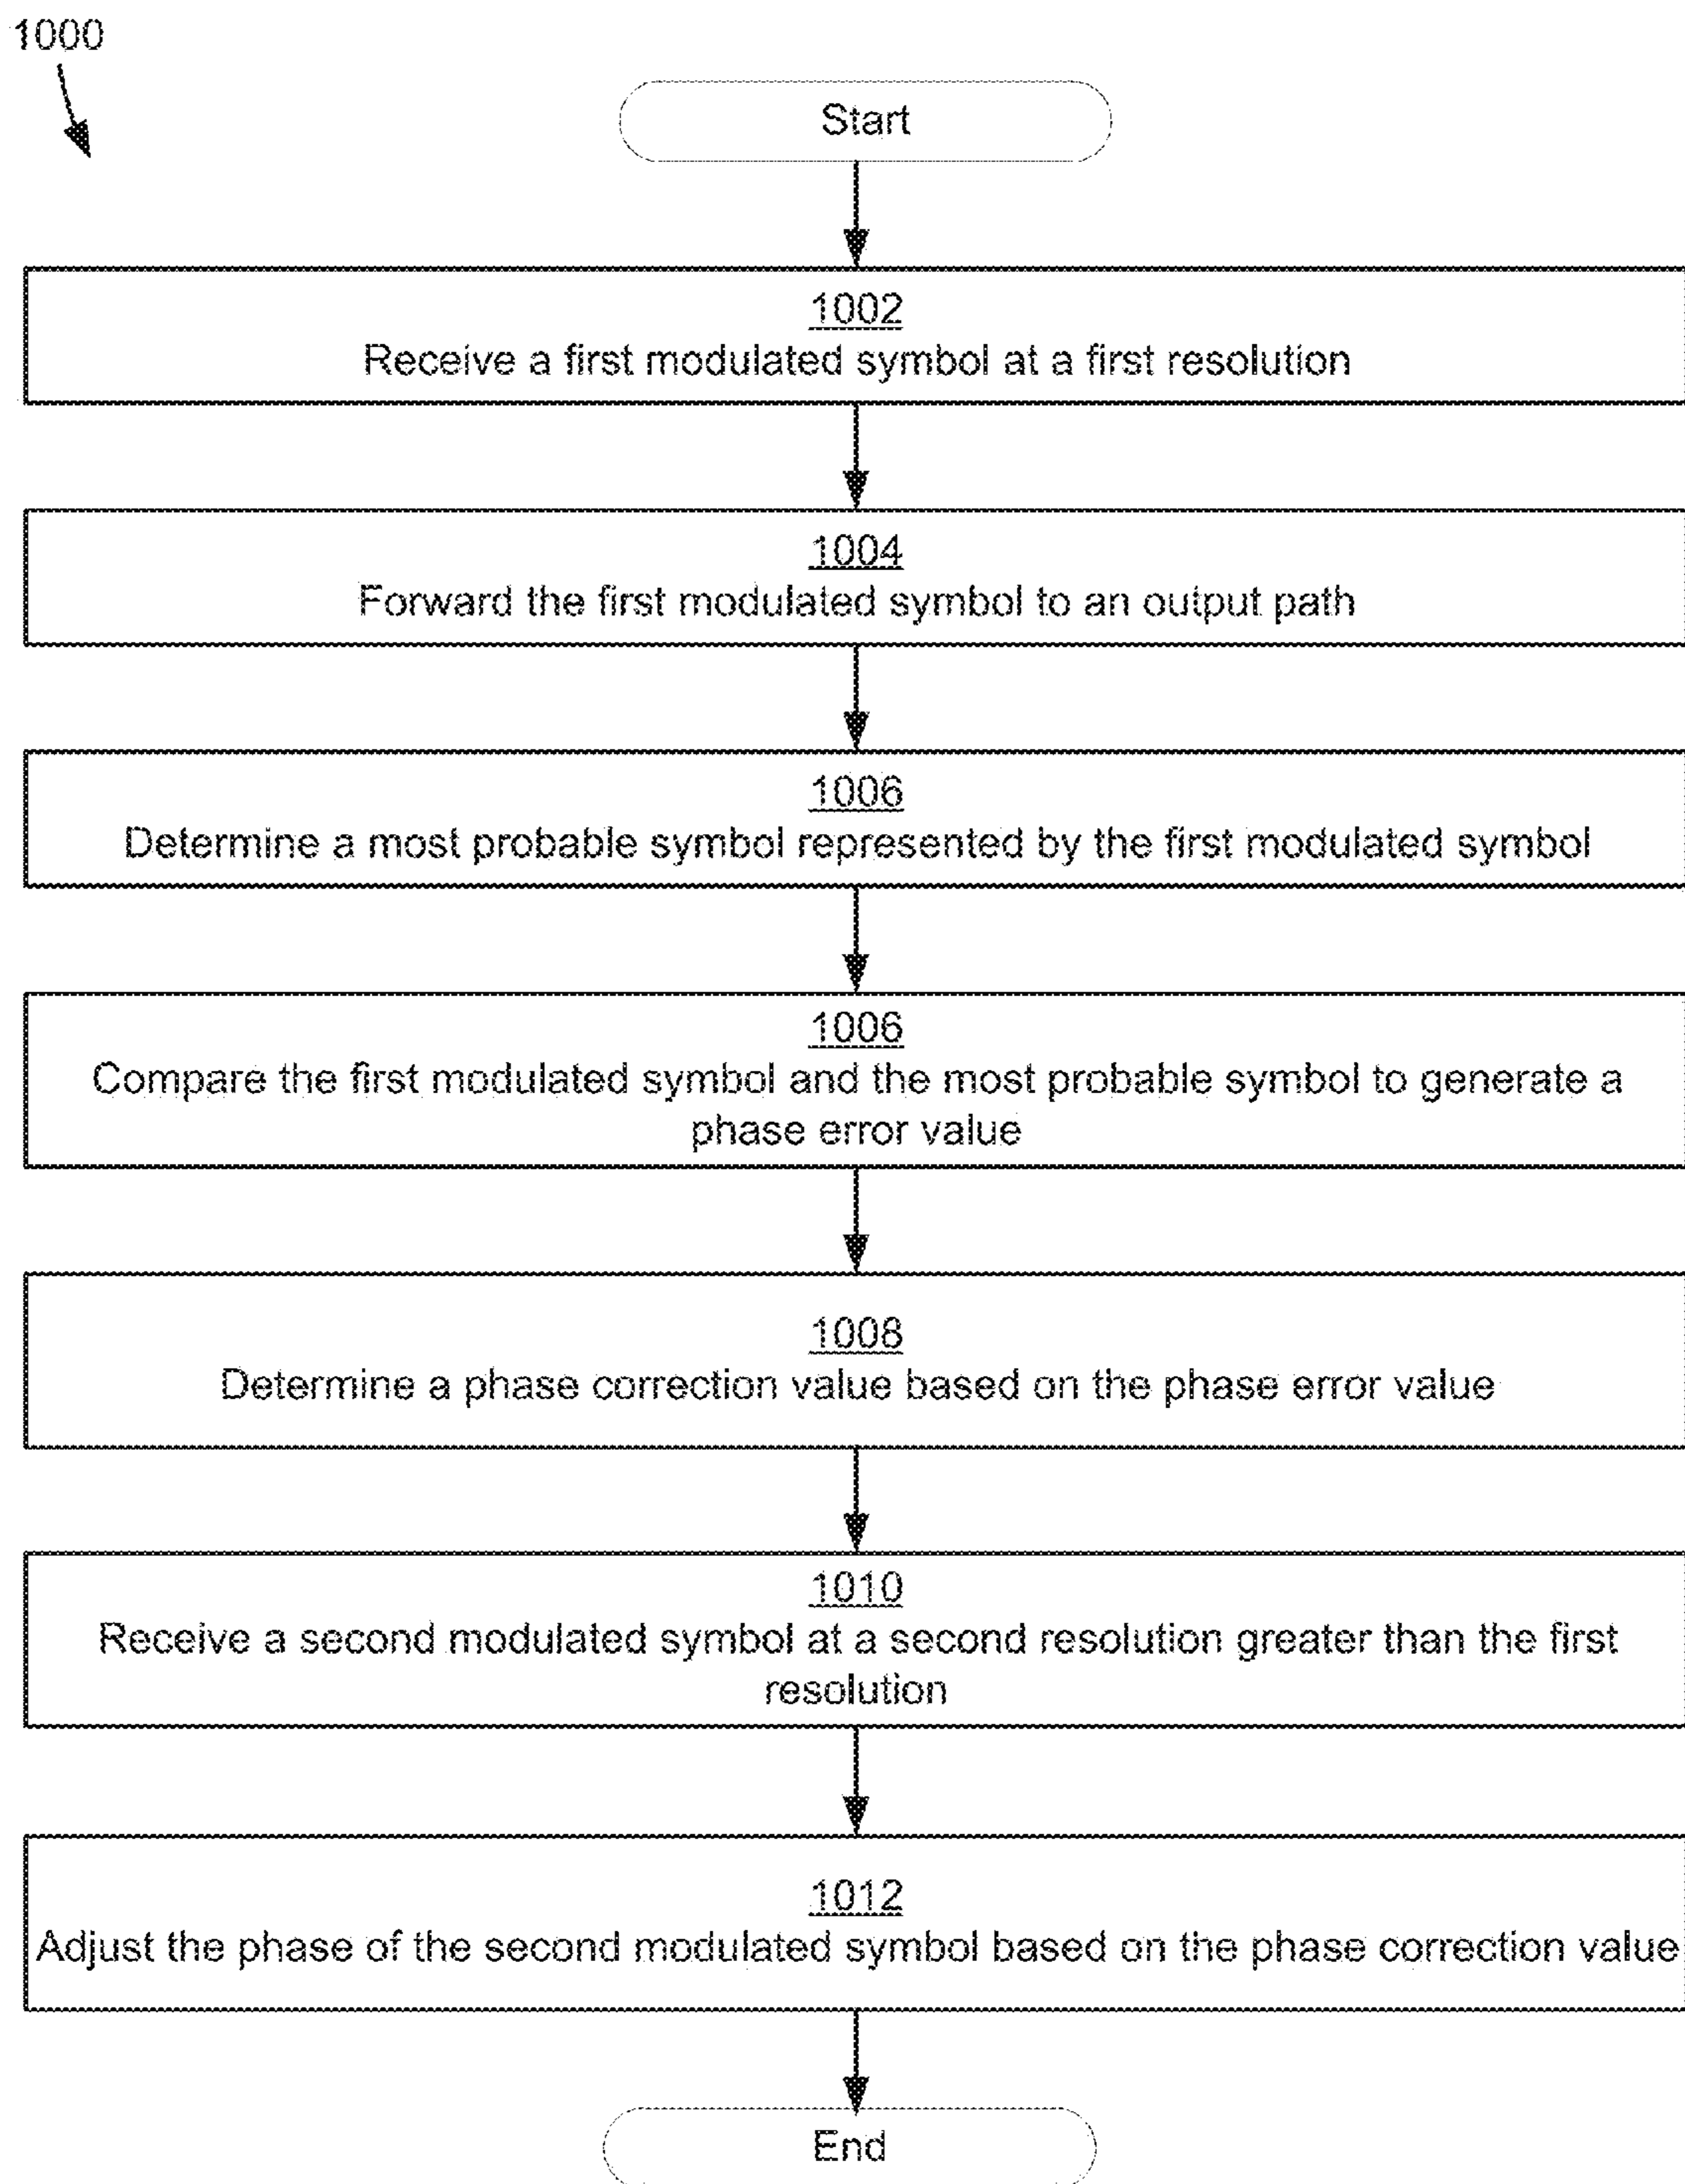 1000
Start
1002
Receive a first modulated symbol at a first resolution
1004
Forward the first modulated symbol to an output path
1006
Determine a most probable symbol represented by the first modulated symbol
1006
Compare the first modulated symbol and the most probable symbol to generate a
phase error value
1008
Determine a phase correction value based on the phase error value
1010
Receive a second modulated symbol at a second resolution greater than the first
resolution
1012
Adjust the phase of the second modulated symbol based on the phase correction value
End